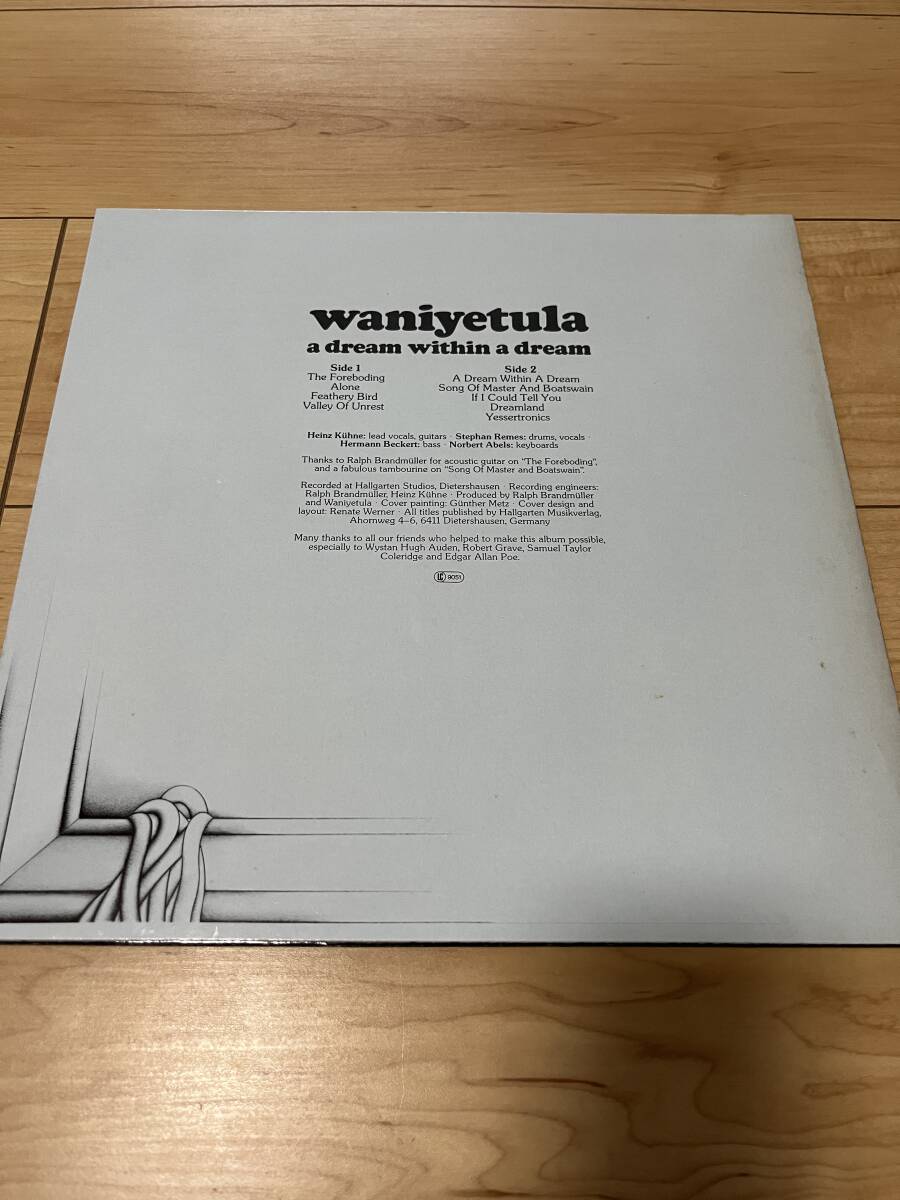 waniyetula
a dream within a dream
Side 1
The Foreboding
Alone
Feathery Bird
Valley Of Unrest
Side 2
A Dream Within A Dream
Song Of Master And Boatswain
If I Could Tell You
Dreamland
Yessertronics
Heinz Kühne: lead vocals, guitars · Stephan Remes: drums, vocals ·
Hermann Beckert: bass · Norbert Abels: keyboards
Thanks to Ralph Brandmüller for acoustic guitar on "The Foreboding",
and a fabulous tambourine on "Song Of Master and Boatswain".
Recorded at Hallgarten Studios, Dietershausen · Recording engineers:
Ralph Brandmüller, Heinz Kühne · Produced by Ralph Brandmüller
and Waniyetula · Cover painting: Günther Metz · Cover design and
layout: Renate Werner · All titles published by Hallgarten Musikverlag,
Ahornweg 4–6, 6411 Dietershausen, Germany
Many thanks to all our friends who helped to make this album possible,
especially to Wystan Hugh Auden, Robert Grave, Samuel Taylor
Coleridge and Edgar Allan Poe.
LC 9051